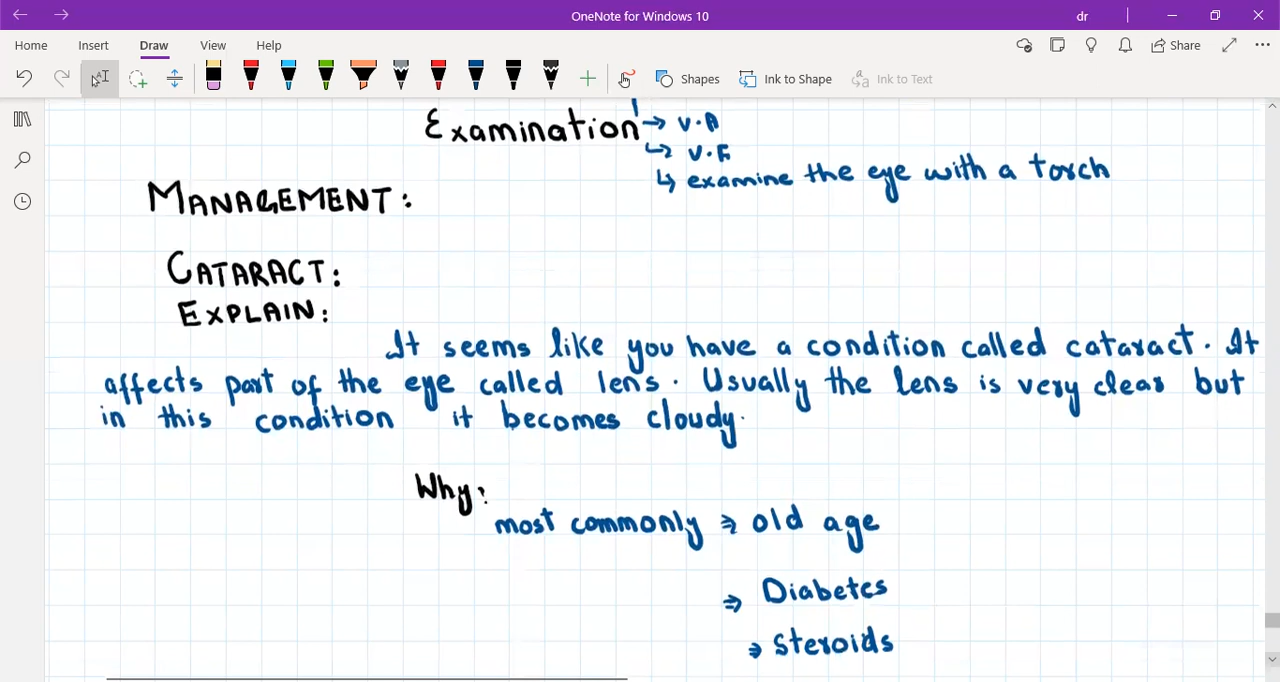 OneNote for Windows 10
dr
Home Insert Draw View Help
Share
Shapes Ink to Shape Ink to Text
Examination → V.A
↳ V.F
↳ examine the eye with a torch
MANAGEMENT:
CATARACT:
EXPLAIN:
It seems like you have a condition called cataract. It
affects part of the eye called lens. Usually the lens is very clear but
in this condition it becomes cloudy.
Why:
most commonly ⇒ old age
⇒ Diabetes
⇒ Steroids